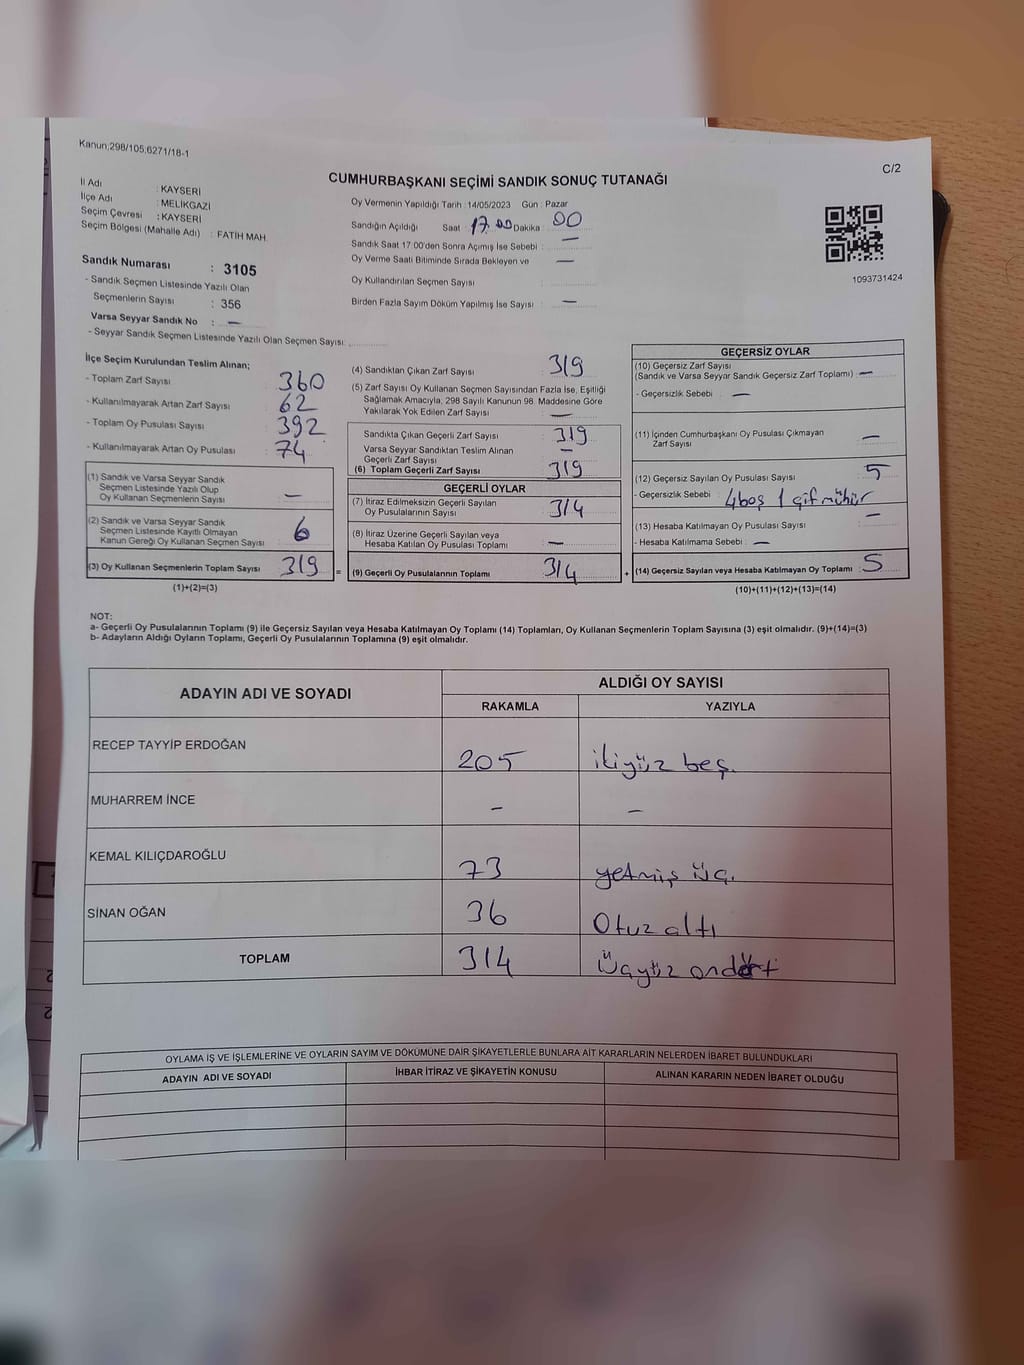 Kanun;298/105,6271/18-1
C/2
CUMHURBAŞKANI SEÇİMİ SANDIK SONUÇ TUTANAĞI
İl Adı : KAYSERİ
İlçe Adı : MELİKGAZİ
Seçim Çevresi : KAYSERİ
Seçim Bölgesi (Mahalle Adı) : FATİH MAH.
Sandık Numarası : 3105
- Sandık Seçmen Listesinde Yazılı Olan
Seçmenlerin Sayısı : 356
Varsa Seyyar Sandık No : —
- Seyyar Sandık Seçmen Listesinde Yazılı Olan Seçmen Sayısı:
Oy Vermenin Yapıldığı Tarih : 14/05/2023 Gün : Pazar
Sandığın Açıldığı Saat : 17.00 Dakika : 00
Sandık Saat 17:00'den Sonra Açımış İse Sebebi : —
Oy Verme Saati Bitiminde Sırada Bekleyen ve —
Oy Kullandırılan Seçmen Sayısı
Birden Fazla Sayım Döküm Yapılmış İse Sayısı : —
1093731424
İlçe Seçim Kurulundan Teslim Alınan;
- Toplam Zarf Sayısı : 360
- Kullanılmayarak Artan Zarf Sayısı : 62
- Toplam Oy Pusulası Sayısı : 392
- Kullanılmayarak Artan Oy Pusulası : 74
(1) Sandık ve Varsa Seyyar Sandık
Seçmen Listesinde Yazılı Olup
Oy Kullanan Seçmenlerin Sayısı : —
(2) Sandık ve Varsa Seyyar Sandık
Seçmen Listesinde Kayıtlı Olmayan
Kanun Gereği Oy Kullanan Seçmen Sayısı : 6
(3) Oy Kullanan Seçmenlerin Toplam Sayısı : 319
(1)+(2)=(3)
=
(4) Sandıktan Çıkan Zarf Sayısı : 319
(5) Zarf Sayısı Oy Kullanan Seçmen Sayısından Fazla İse, Eşitliği
Sağlamak Amacıyla, 298 Sayılı Kanunun 98. Maddesine Göre
Yakılarak Yok Edilen Zarf Sayısı : —
Sandıkta Çıkan Geçerli Zarf Sayısı : 319
Varsa Seyyar Sandıktan Teslim Alınan
Geçerli Zarf Sayısı : —
(6) Toplam Geçerli Zarf Sayısı : 319
GEÇERLİ OYLAR
(7) İtiraz Edilmeksizin Geçerli Sayılan
Oy Pusulalarının Sayısı : 314
(8) İtiraz Üzerine Geçerli Sayılan veya
Hesaba Katılan Oy Pusulası Toplamı : —
(9) Geçerli Oy Pusulalarının Toplamı : 314
+
GEÇERSİZ OYLAR
(10) Geçersiz Zarf Sayısı
(Sandık ve Varsa Seyyar Sandık Geçersiz Zarf Toplamı) : —
- Geçersizlik Sebebi : —
(11) İçinden Cumhurbaşkanı Oy Pusulası Çıkmayan
Zarf Sayısı : —
(12) Geçersiz Sayılan Oy Pusulası Sayısı : 5
- Geçersizlik Sebebi : 4 boş 1 çif mühür
(13) Hesaba Katılmayan Oy Pusulası Sayısı : —
- Hesaba Katılmama Sebebi : —
(14) Geçersiz Sayılan veya Hesaba Katılmayan Oy Toplamı : 5
(10)+(11)+(12)+(13)=(14)
NOT:
a- Geçerli Oy Pusulalarının Toplamı (9) ile Geçersiz Sayılan veya Hesaba Katılmayan Oy Toplamı (14) Toplamları, Oy Kullanan Seçmenlerin Toplam Sayısına (3) eşit olmalıdır. (9)+(14)=(3)
b- Adayların Aldığı Oyların Toplamı, Geçerli Oy Pusulalarının Toplamına (9) eşit olmalıdır.
ADAYIN ADI VE SOYADI
ALDIĞI OY SAYISI
RAKAMLA YAZIYLA
RECEP TAYYİP ERDOĞAN 205 ikiyüz beş.
MUHARREM İNCE - -
KEMAL KILIÇDAROĞLU 73 yetmiş üç.
SİNAN OĞAN 36 Otuz altı
TOPLAM 314 Üçyüz ondört
OYLAMA İŞ VE İŞLEMLERİNE VE OYLARIN SAYIM VE DÖKÜMÜNE DAİR ŞİKAYETLERLE BUNLARA AİT KARARLARIN NELERDEN İBARET BULUNDUKLARI
ADAYIN ADI VE SOYADI İHBAR İTİRAZ VE ŞİKAYETİN KONUSU ALINAN KARARIN NEDEN İBARET OLDUĞU